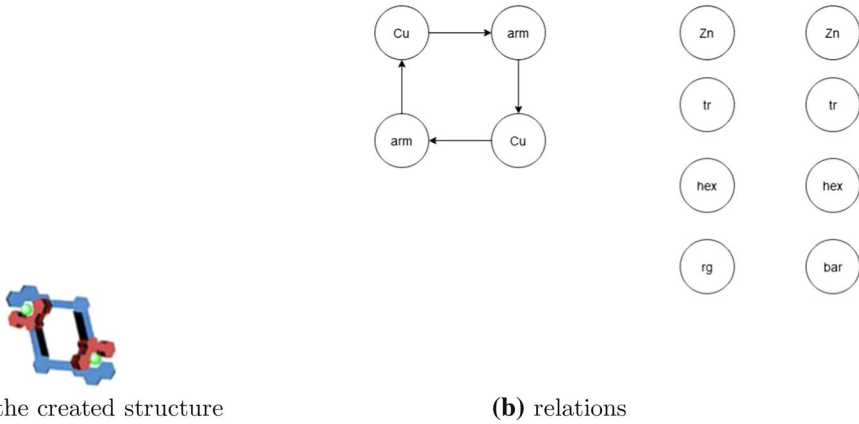 Cu arm Zn Zn
tr tr
arm Cu
hex hex
rg bar
the created structure (b) relations